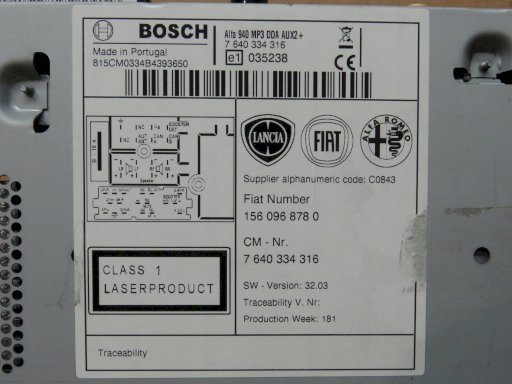 BOSCH
Alfa 940 MP3 DDA AUX2+
7 640 334 316
Made in Portugal
e1 035238
CE
815CM0334B4393650
LANCIA
FIAT
ALFA ROMEO
Supplier alphanumeric code: C0843
Fiat Number
156 096 878 0
CM - Nr.
7 640 334 316
CLASS 1
LASERPRODUCT
SW - Version: 32.03
Traceability V. Nr:
Production Week: 181
Traceability